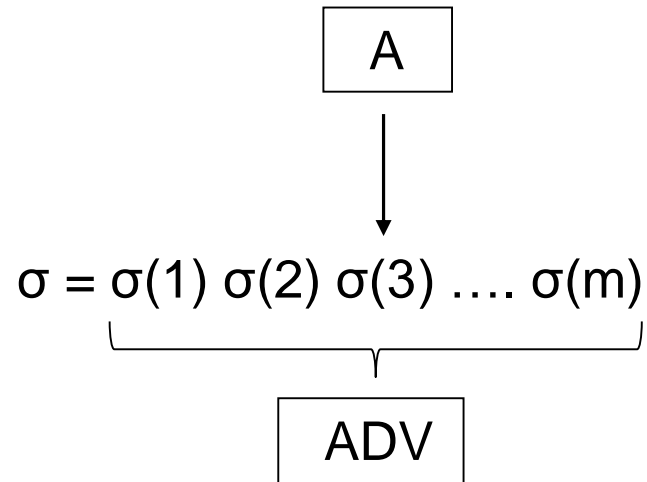 A
σ = σ(1) σ(2) σ(3) …. σ(m)
ADV